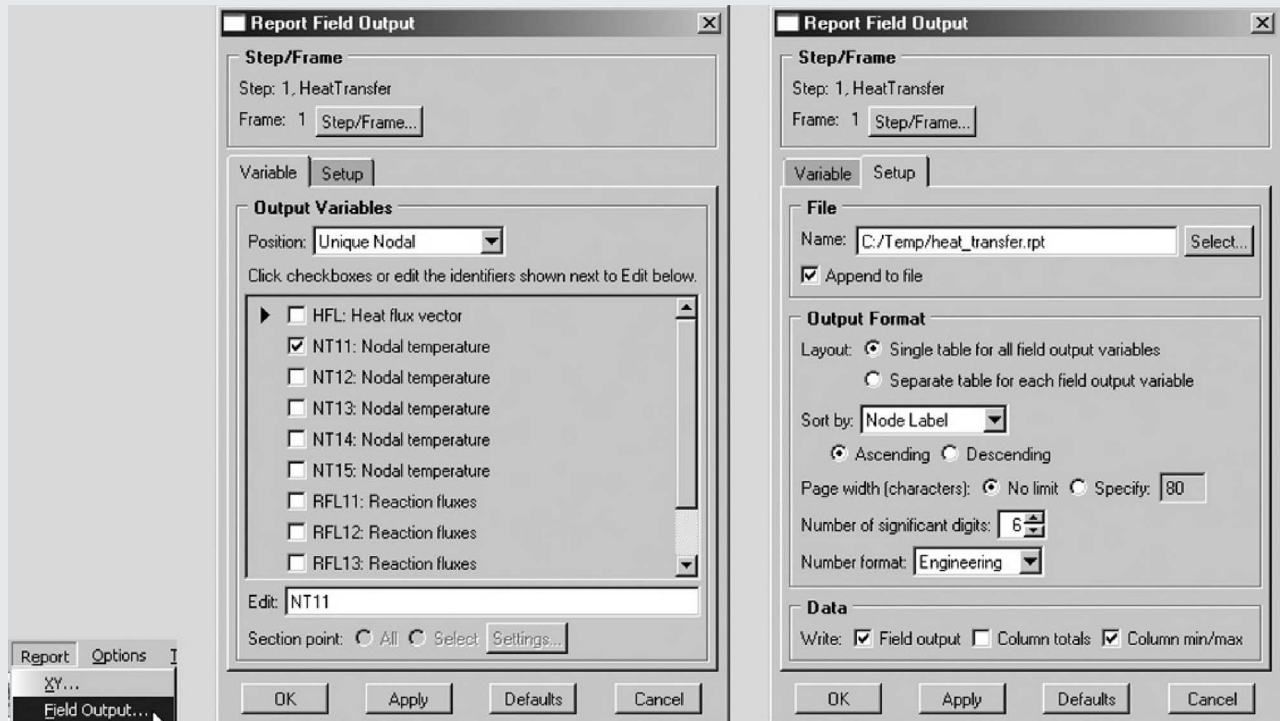 Report Options
XY...
Field Output...
Report Field Output
Step/Frame
Step: 1, HeatTransfer
Frame: 1 Step/Frame...
Variable Setup
Output Variables
Position: Unique Nodal
Click checkboxes or edit the identifiers shown next to Edit below.
HFL: Heat flux vector
NT11: Nodal temperature
NT12: Nodal temperature
NT13: Nodal temperature
NT14: Nodal temperature
NT15: Nodal temperature
RFL11: Reaction fluxes
RFL12: Reaction fluxes
RFL13: Reaction fluxes
Edit: NT11
Section point: All Select Settings...
OK Apply Defaults Cancel
Report Field Output
Step/Frame
Step: 1, HeatTransfer
Frame: 1 Step/Frame...
Variable Setup
File
Name: C:/Temp/heat_transfer.rpt Select...
Append to file
Output Format
Layout: Single table for all field output variables
Separate table for each field output variable
Sort by: Node Label
Ascending Descending
Page width (characters): No limit Specify: 80
Number of significant digits: 6
Number format: Engineering
Data
Write: Field output Column totals Column min/max
OK Apply Defaults Cancel